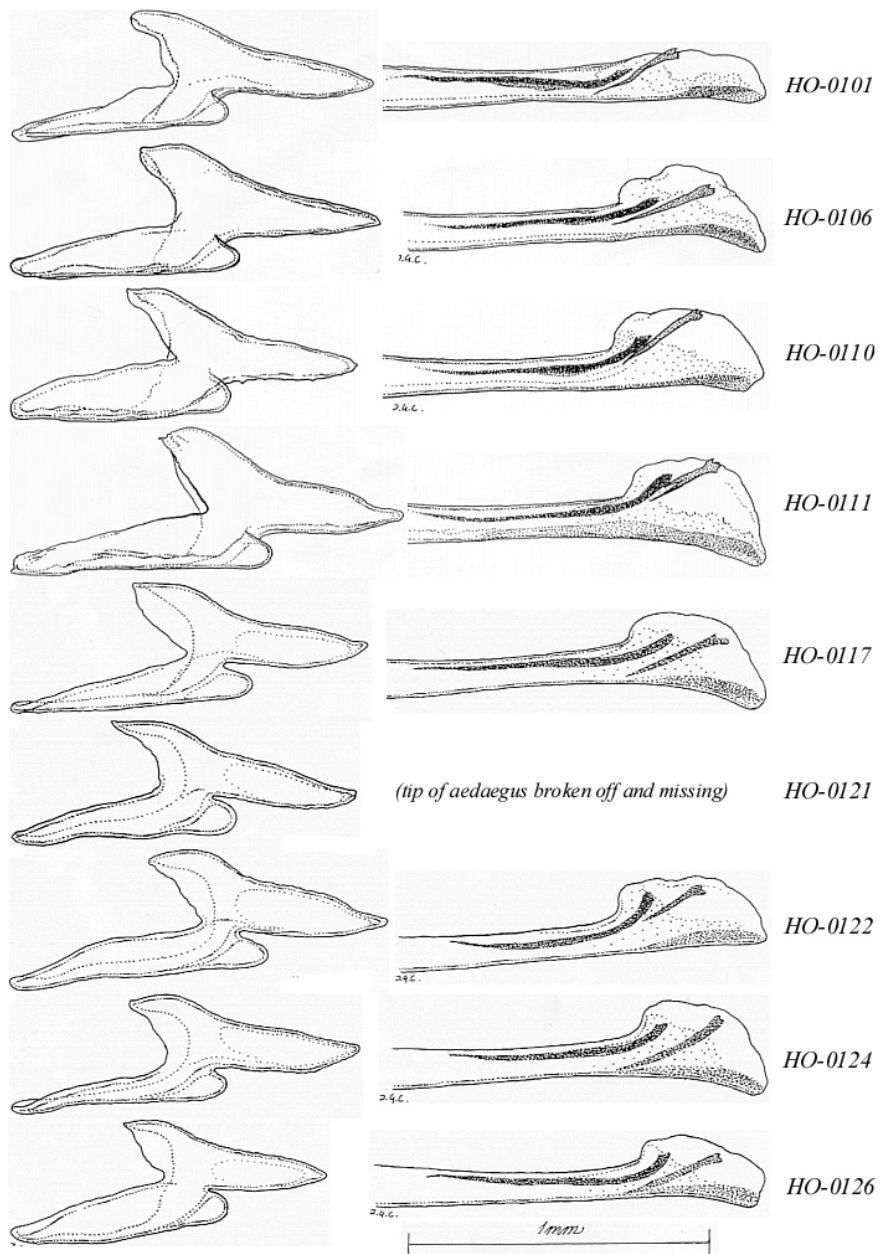 HO-0101
HO-0106
J.G.C.
HO-0110
J.G.C.
HO-0111
HO-0117
(tip of aedaegus broken off and missing) HO-0121
HO-0122
J.G.C.
HO-0124
J.G.C.
HO-0126
J.G.C.
1mm